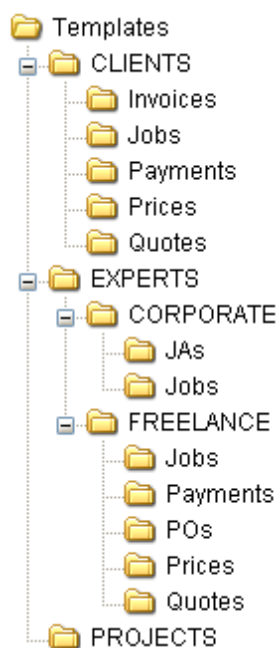 Templates
CLIENTS
Invoices
Jobs
Payments
Prices
Quotes
EXPERTS
CORPORATE
JAs
Jobs
FREELANCE
Jobs
Payments
POs
Prices
Quotes
PROJECTS